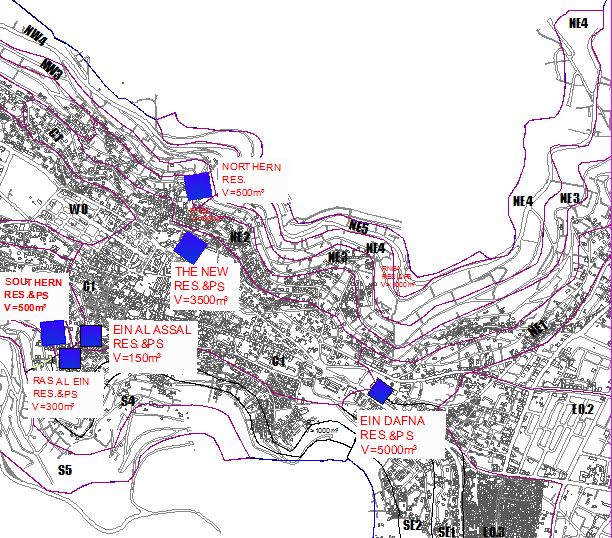 NE4
NW4
NW3
C1
NORTHERN
RES.
V=500m³
W0
NE2
NE5
NE4
NE3
NE4
NE3
THE NEW
RES.&PS
V=3500m³
SOUTHERN
RES.&PS
V=500m³
C1
EIN AL ASSAL
RES.&PS
V=150m³
NE1
RAS AL EIN
RES.&PS
V=300m³
C1
S4
EIN DAFNA
RES.&PS
V=5000m³
E0.2
S5
SE2
SE1
E0.3